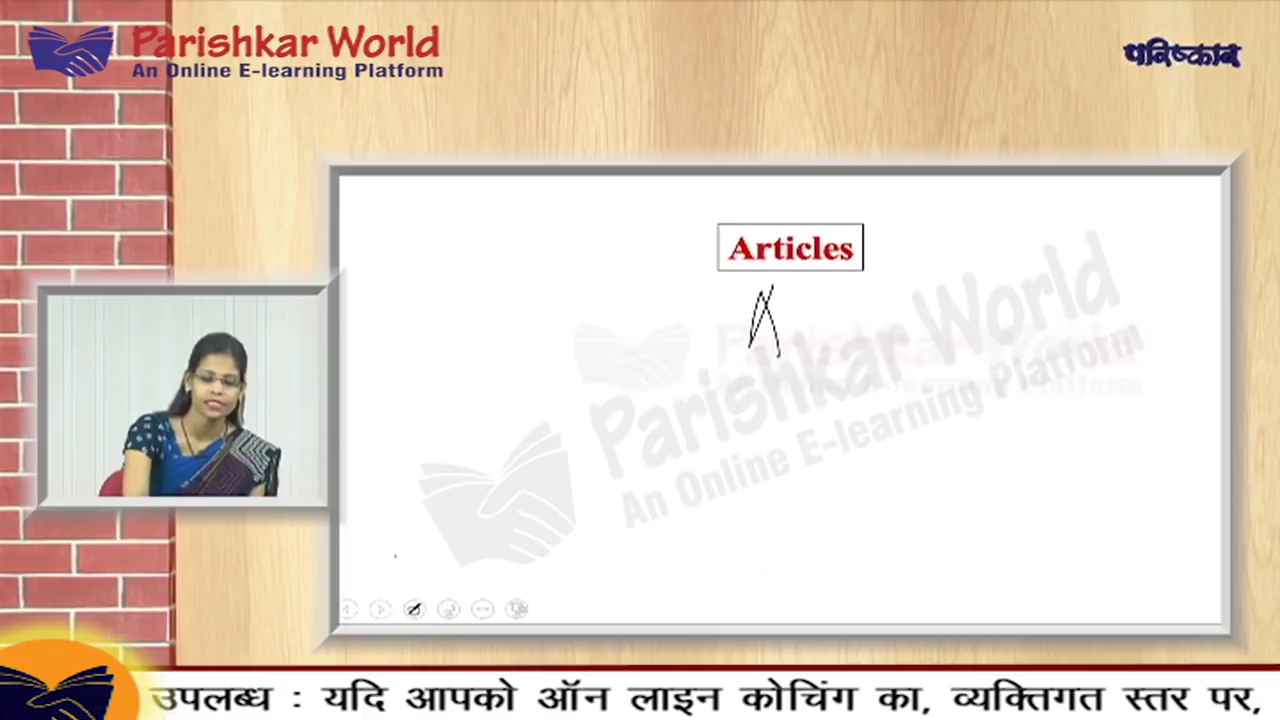 Parishkar World
An Online E-learning Platform
परिष्कार
Articles
Parishkar World
An Online E-learning Platform
उपलब्ध : यदि आपको ऑन लाइन कोचिंग का, व्यक्तिगत स्तर पर,